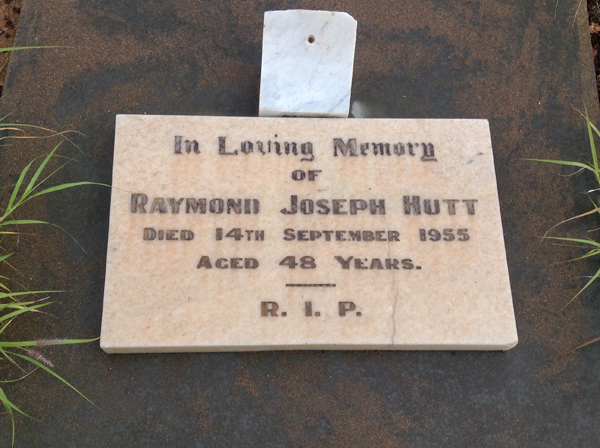 In Loving Memory
OF
RAYMOND JOSEPH HUTT
DIED 14TH SEPTEMBER 1955
AGED 48 YEARS.
R. I. P.